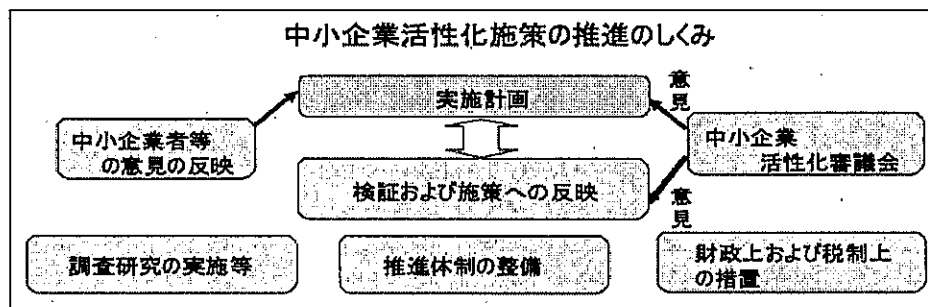 中小企業活性化施策の推進のしくみ
実施計画
意見
中小企業者等
の意見の反映
中小企業
活性化審議会
検証および施策への反映
意見
調査研究の実施等
推進体制の整備
財政上および税制上
の措置